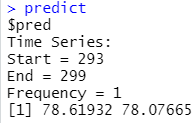 > predict
$pred
Time Series:
Start = 293
End = 299
Frequency = 1
[1] 78.61932 78.07665